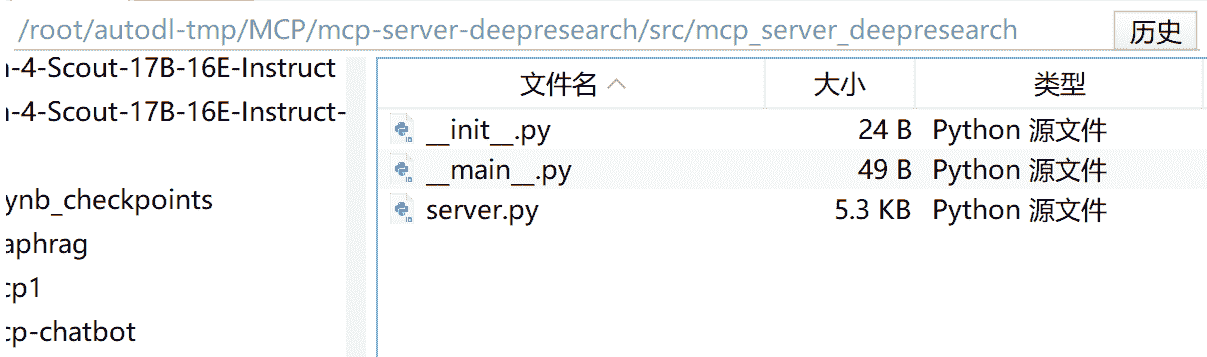 /root/autodl-tmp/MCP/mcp-server-deepresearch/src/mcp_server_deepresearch 历史
-4-Scout-17B-16E-Instruct
-4-Scout-17B-16E-Instruct-
ynb_checkpoints
aphrag
cp1
cp-chatbot
文件名 大小 类型
__init__.py 24 B Python 源文件
__main__.py 49 B Python 源文件
server.py 5.3 KB Python 源文件